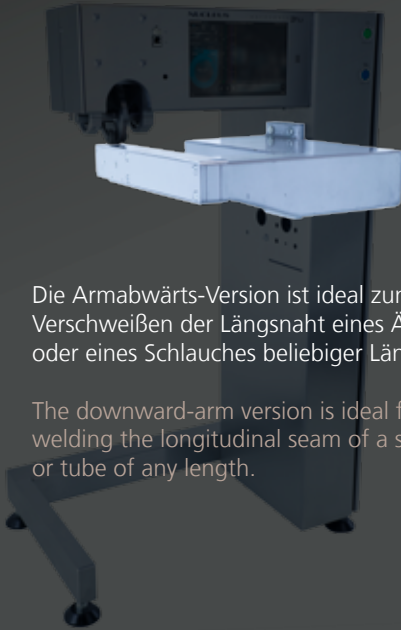 Die Armabwärts-Version ist ideal zur
Verschweißen der Längsnaht eines Ä
oder eines Schlauches beliebiger Län
The downward-arm version is ideal f
welding the longitudinal seam of a s
or tube of any length.